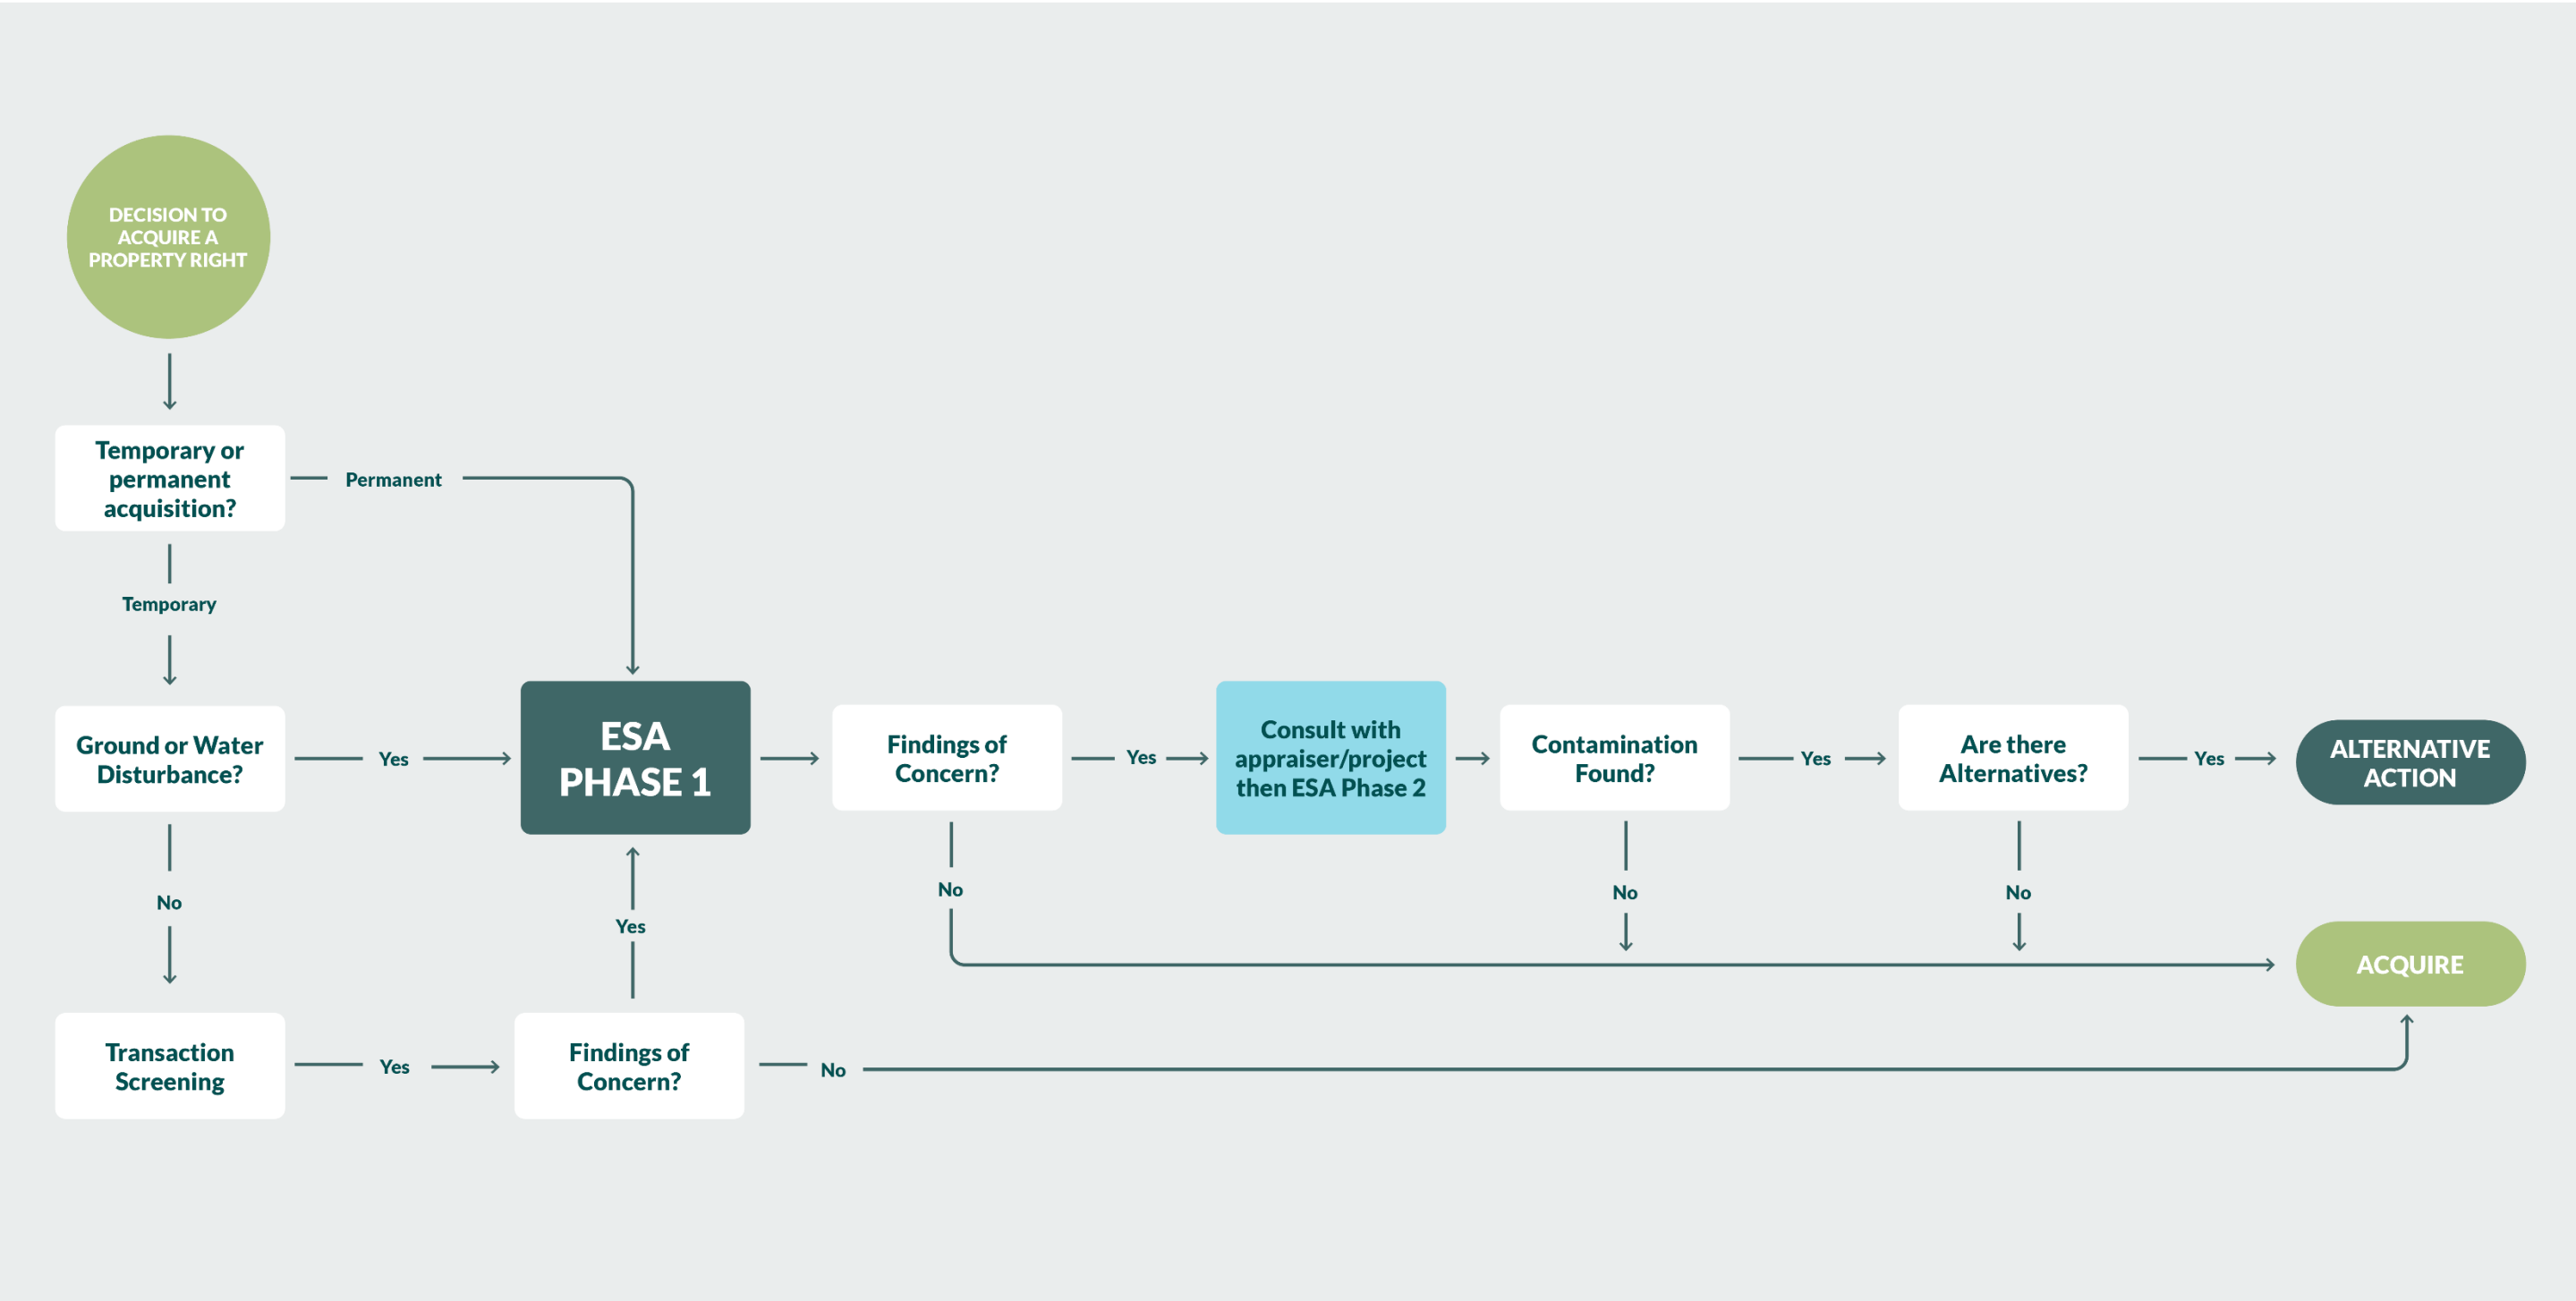 DECISION TO
ACQUIRE A
PROPERTY RIGHT
Temporary or
permanent
acquisition?
Permanent
Temporary
Ground or Water
Disturbance?
Yes
ESA
PHASE 1
Findings of
Concern?
Yes
Consult with
appraiser/project
then ESA Phase 2
Contamination
Found?
Yes
Are there
Alternatives?
Yes
ALTERNATIVE
ACTION
No
No
No
No
Yes
ACQUIRE
Transaction
Screening
Yes
Findings of
Concern?
No